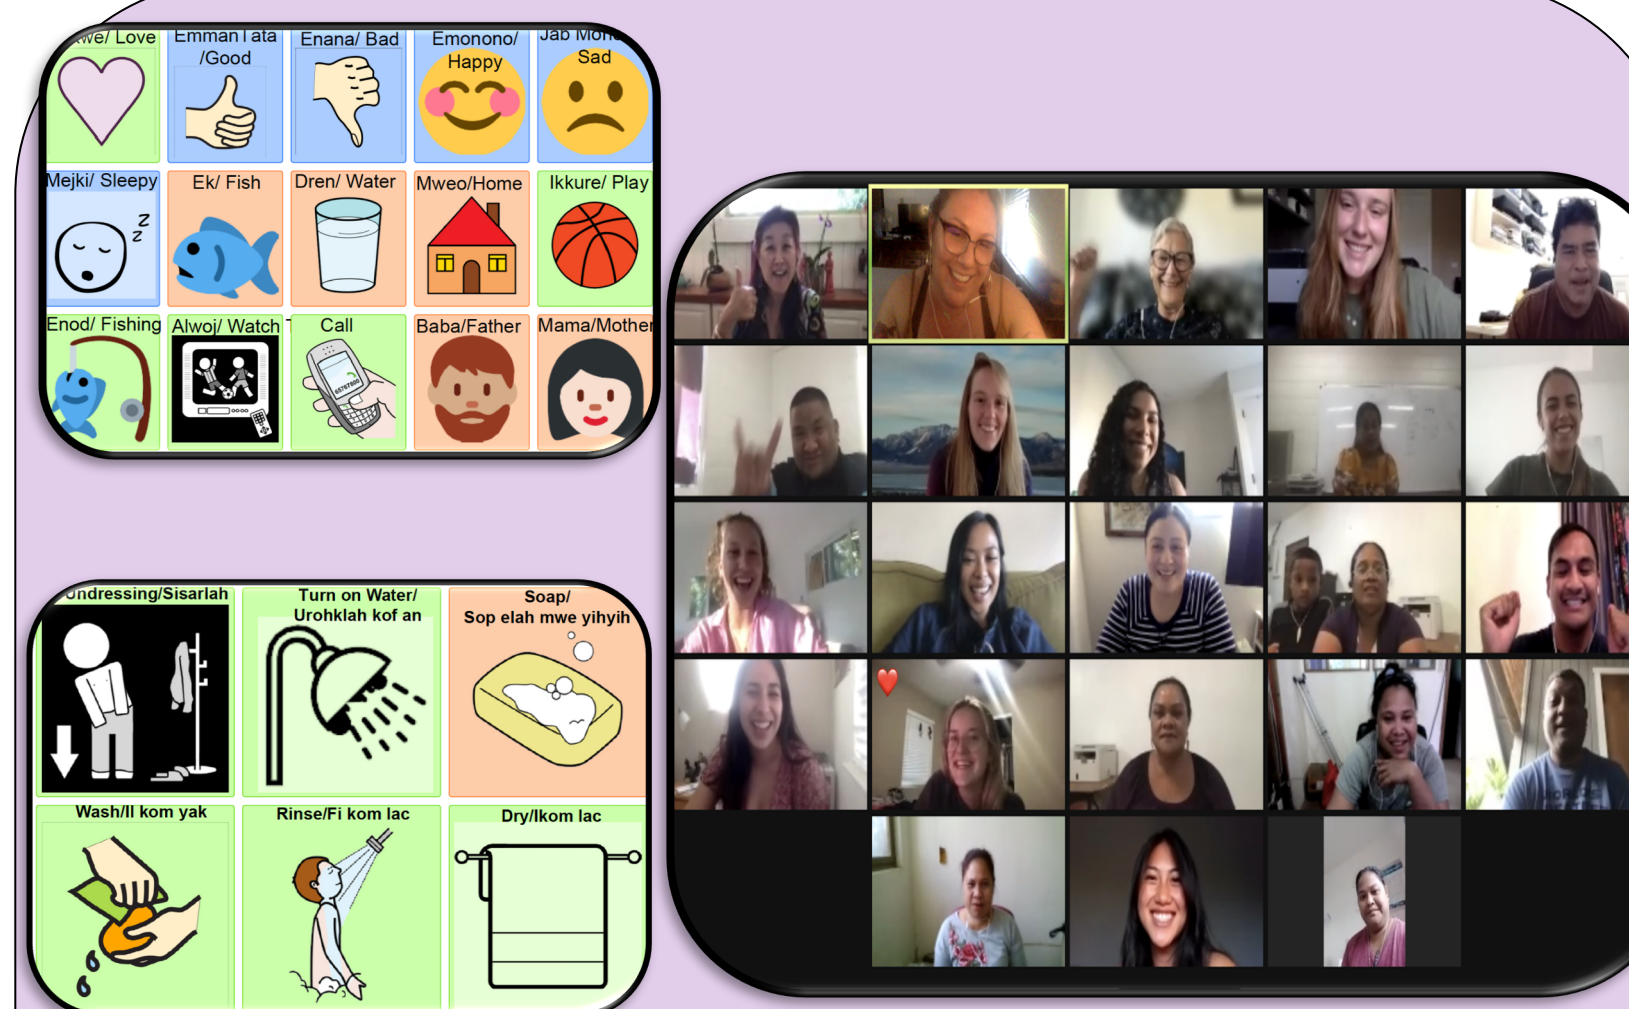 / Love
EmmanTata
/Good
Enana/ Bad
Emonono/
Happy
Jab
Sad
Mejki/ Sleepy
Ek/ Fish
Dren/ Water
Mweo/Home
Ikkure/ Play
Enod/ Fishing
Alwoj/ Watch
Call
Baba/Father
Mama/Mother
z
z
65767800
Undressing/Sisarlah
Turn on Water/
Urohklah kof an
Soap/
Sop elah mwe yihyih
Wash/Il kom yak
Rinse/Fi kom lac
Dry/Ikom lac